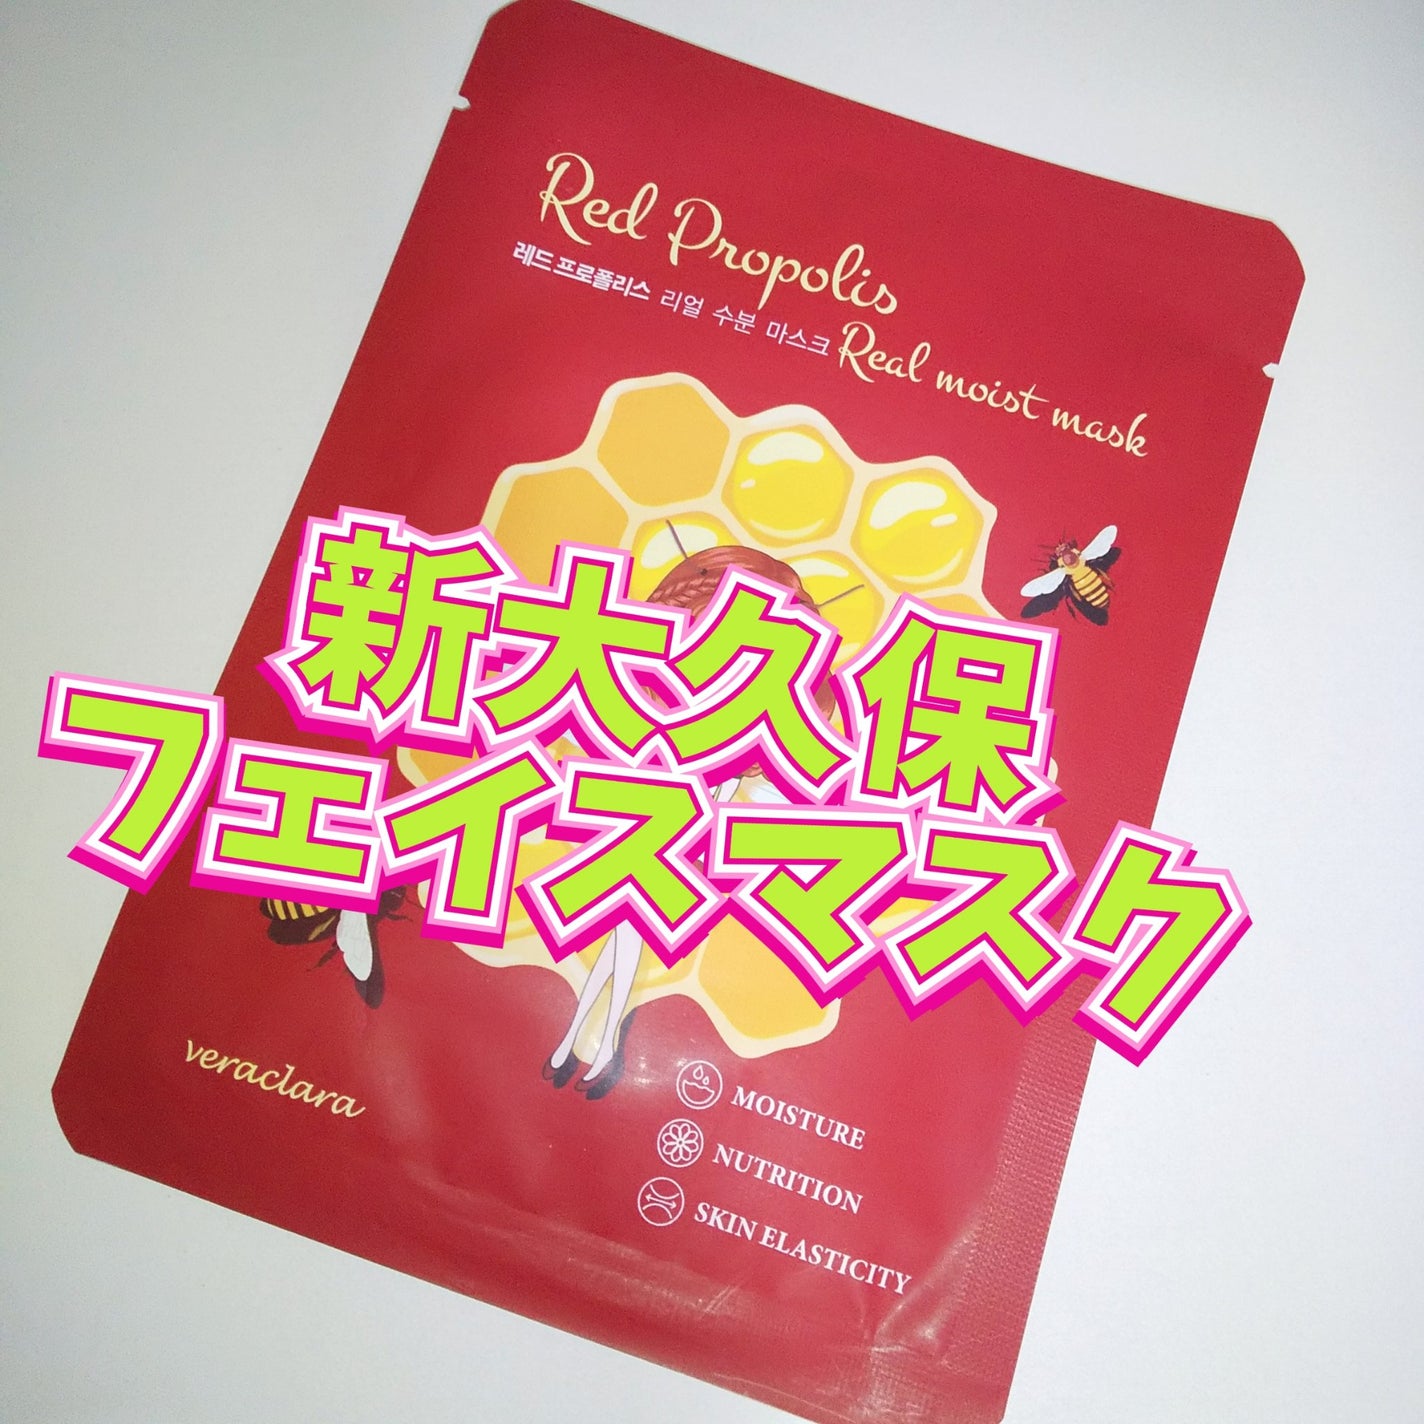 Red Propolis
레드 프로폴리스 리얼 수분 마스크 Real moist mask
新大久保
フェイスマスク
veraclara
MOISTURE
NUTRITION
SKIN ELASTICITY